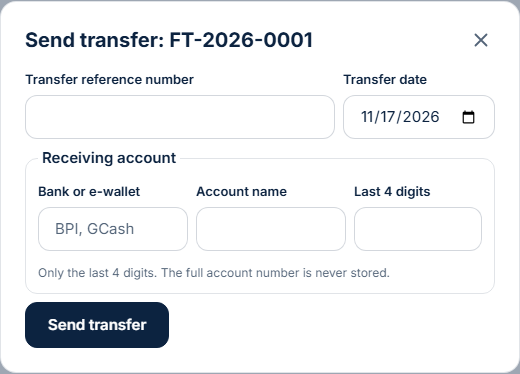 Send transfer: FT-2026-0001
Transfer reference number
Transfer date
11/17/2026
Receiving account
Bank or e-wallet
Account name
Last 4 digits
BPI, GCash
Only the last 4 digits. The full account number is never stored.
Send transfer